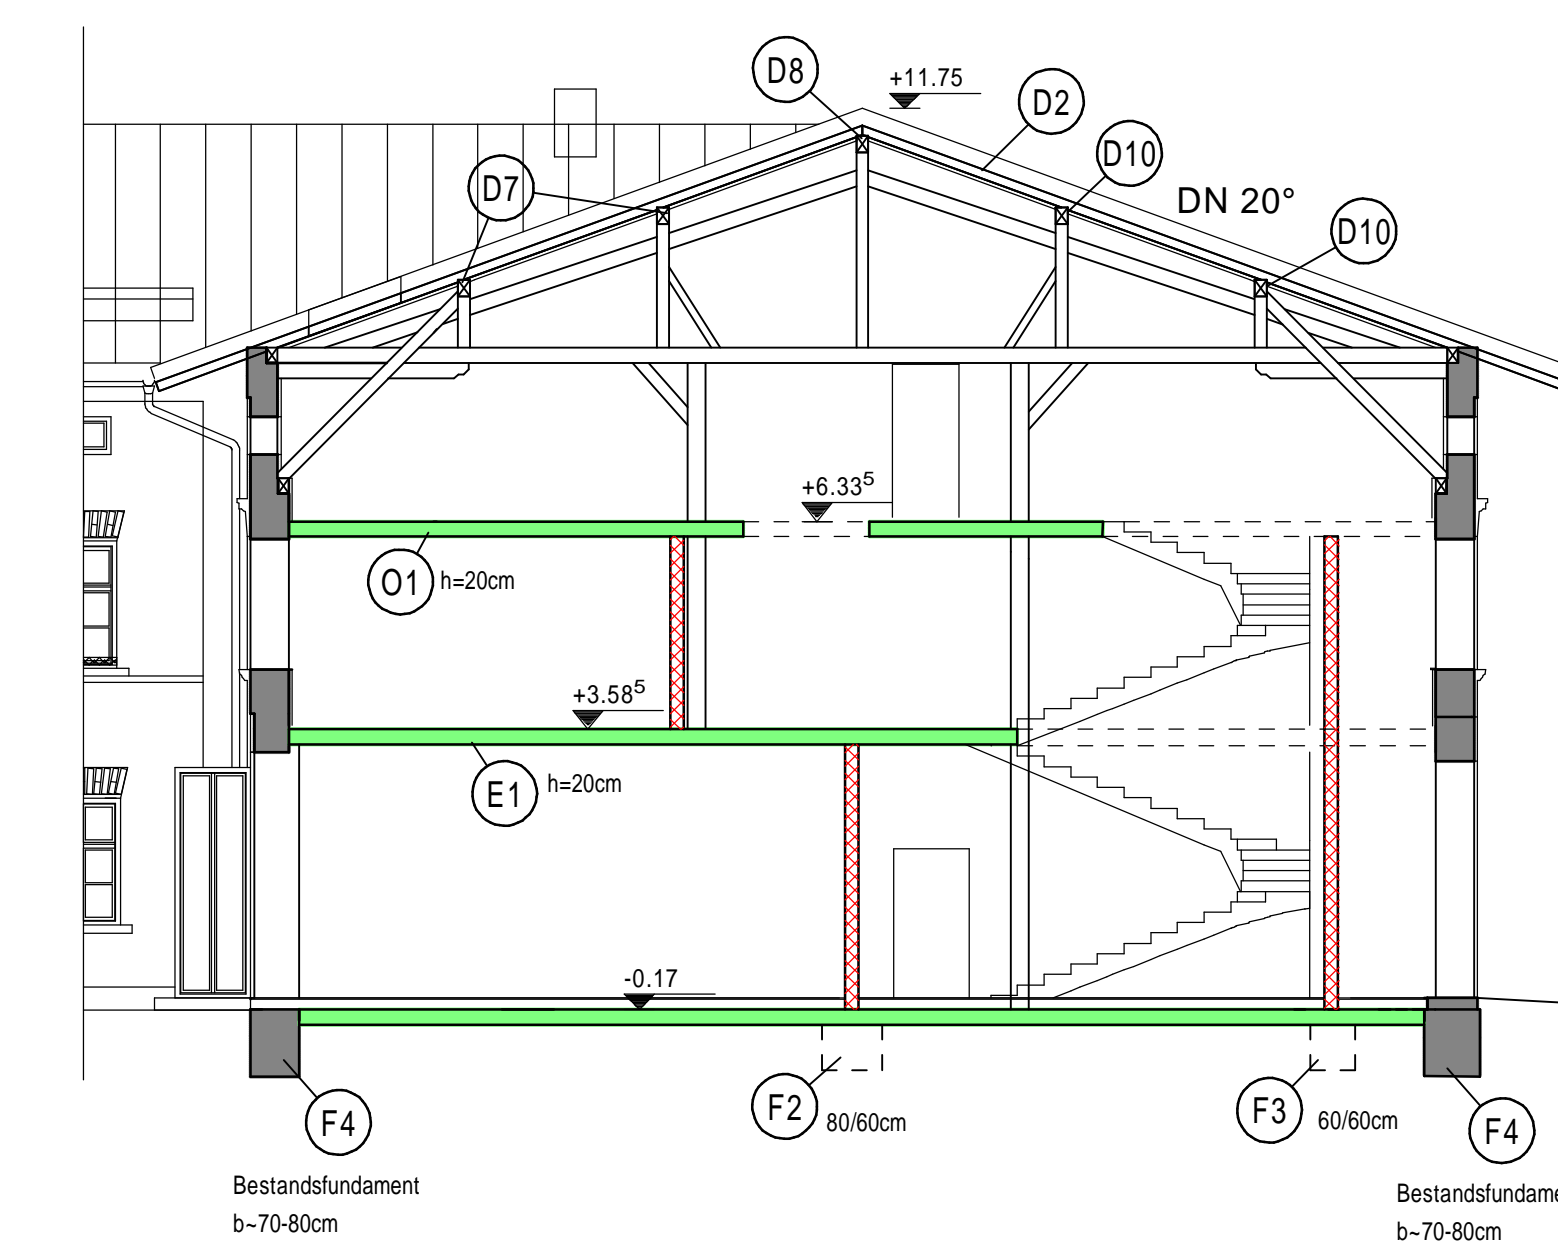 D8
+11.75
D2
D10
D7
DN 20°
D10
+6.33⁵
O1
h=20cm
+3.58⁵
E1
h=20cm
-0.17
F4
F2
80/60cm
F3
60/60cm
F4
Bestandsfundament
b~70-80cm
Bestandsfundame
b~70-80cm